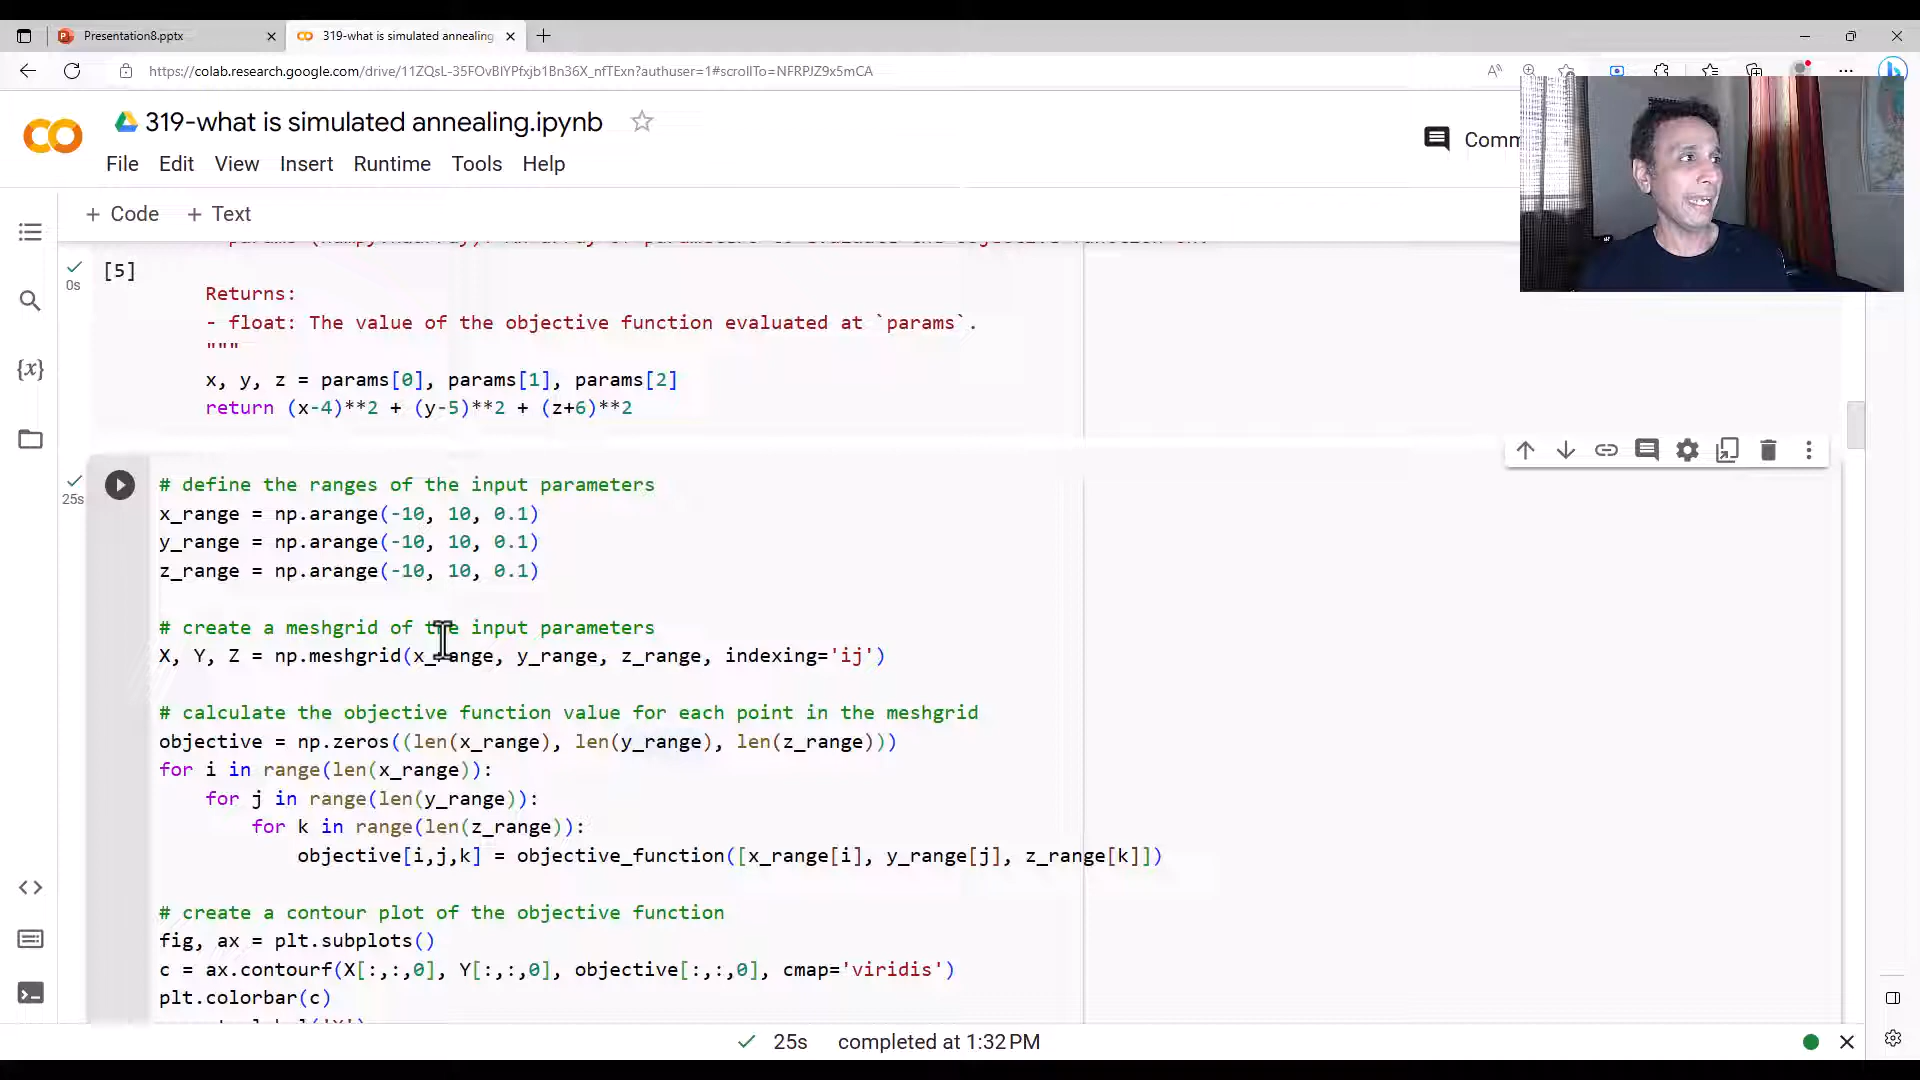 Presentation8.pptx
319-what is simulated annealing
https://colab.research.google.com/drive/11ZQsL-35FOvBlYPfxjb1Bn36X_nfTExn?authuser=1#scrollTo=NFRPJZ9x5mCA
319-what is simulated annealing.ipynb
Comm
File Edit View Insert Runtime Tools Help
+ Code + Text
[5]
0s
Returns:
- float: The value of the objective function evaluated at `params`.
"""
x, y, z = params[0], params[1], params[2]
return (x-4)**2 + (y-5)**2 + (z+6)**2
25s
# define the ranges of the input parameters
x_range = np.arange(-10, 10, 0.1)
y_range = np.arange(-10, 10, 0.1)
z_range = np.arange(-10, 10, 0.1)
# create a meshgrid of the input parameters
X, Y, Z = np.meshgrid(x_range, y_range, z_range, indexing='ij')
# calculate the objective function value for each point in the meshgrid
objective = np.zeros((len(x_range), len(y_range), len(z_range)))
for i in range(len(x_range)):
for j in range(len(y_range)):
for k in range(len(z_range)):
objective[i,j,k] = objective_function([x_range[i], y_range[j], z_range[k]])
# create a contour plot of the objective function
fig, ax = plt.subplots()
c = ax.contourf(X[:,:,0], Y[:,:,0], objective[:,:,0], cmap='viridis')
plt.colorbar(c)
25s completed at 1:32 PM